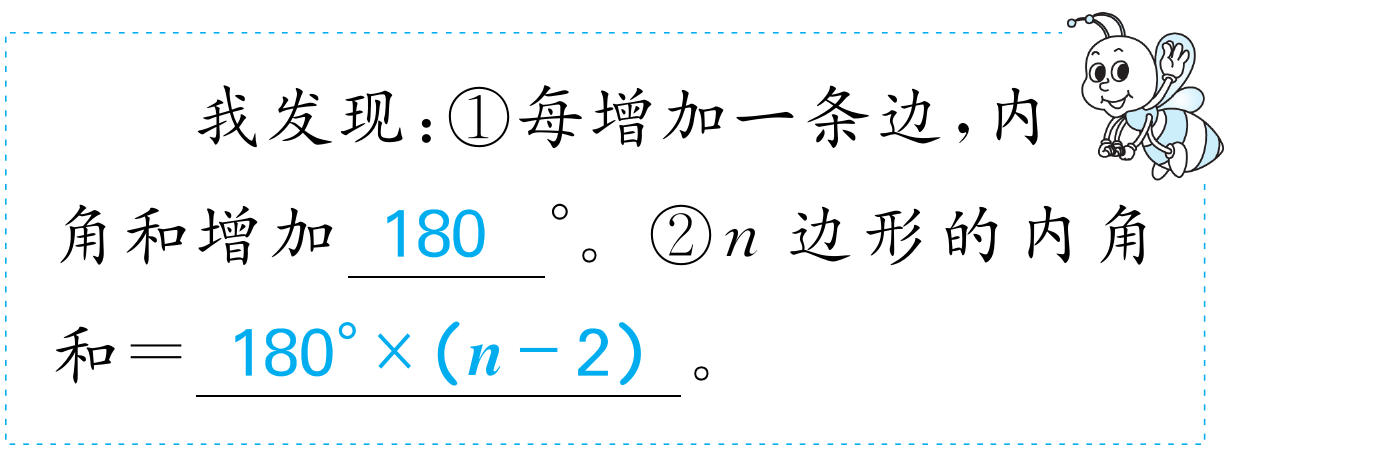 我发现:①每增加一条边,内
角和增加 180 °。②n 边形的内角
和= 180°×(n-2) 。